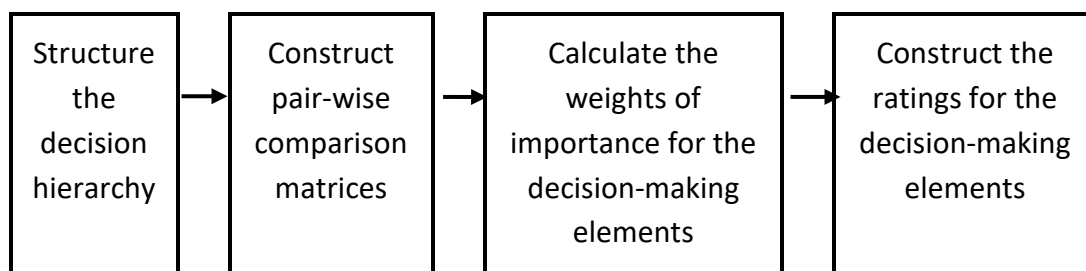 Structure
the
decision
hierarchy
Construct
pair-wise
comparison
matrices
Calculate the
weights of
importance for the
decision-making
elements
Construct the
ratings for the
decision-making
elements